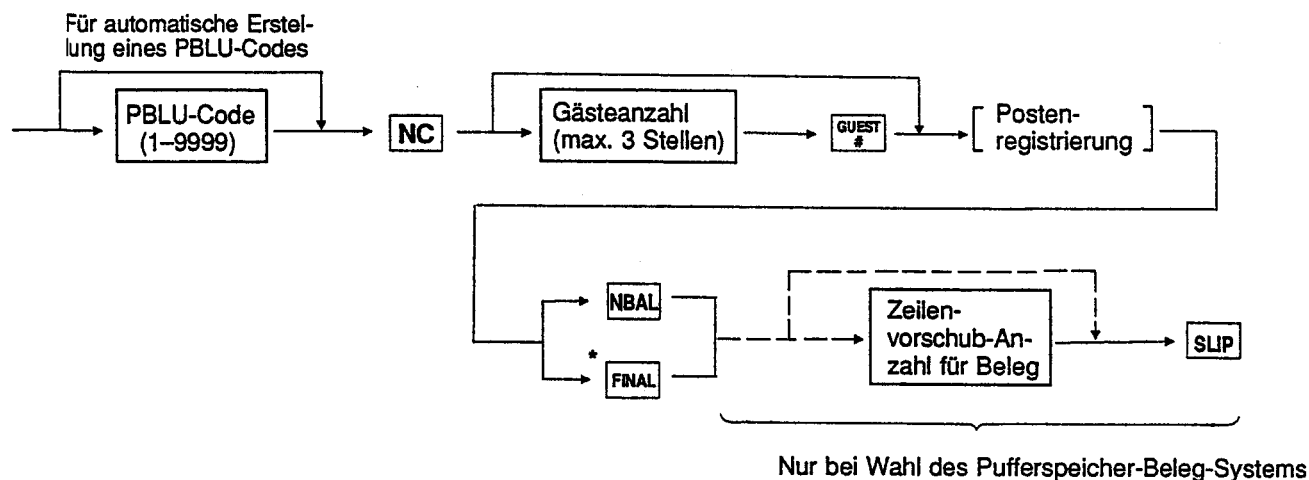 Für automatische Erstel-
lung eines PBLU-Codes
PBLU-Code
(1–9999)
NC
Gästeanzahl
(max. 3 Stellen)
GUEST
#
[ Posten-
registrierung ]
NBAL
*
FINAL
Zeilen-
vorschub-An-
zahl für Beleg
SLIP
Nur bei Wahl des Pufferspeicher-Beleg-Systems